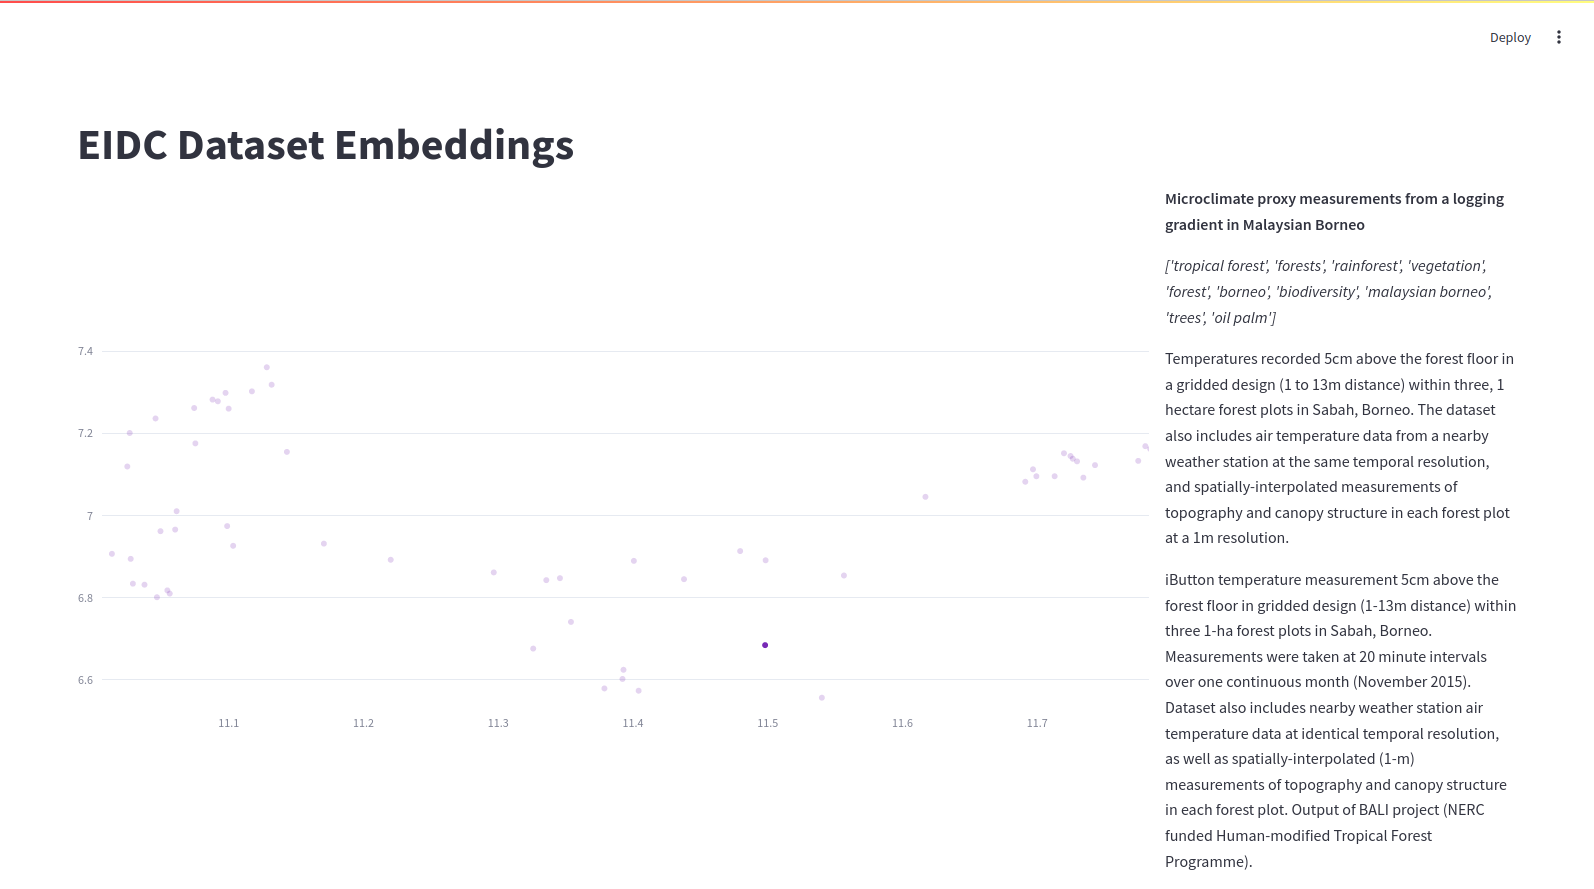 Deploy
EIDC Dataset Embeddings
7.4
7.2
7
6.8
6.6
11.1
11.2
11.3
11.4
11.5
11.6
11.7
Microclimate proxy measurements from a logging
gradient in Malaysian Borneo
['tropical forest', 'forests', 'rainforest', 'vegetation',
'forest', 'borneo', 'biodiversity', 'malaysian borneo',
'trees', 'oil palm']
Temperatures recorded 5cm above the forest floor in
a gridded design (1 to 13m distance) within three, 1
hectare forest plots in Sabah, Borneo. The dataset
also includes air temperature data from a nearby
weather station at the same temporal resolution,
and spatially-interpolated measurements of
topography and canopy structure in each forest plot
at a 1m resolution.
iButton temperature measurement 5cm above the
forest floor in gridded design (1-13m distance) within
three 1-ha forest plots in Sabah, Borneo.
Measurements were taken at 20 minute intervals
over one continuous month (November 2015).
Dataset also includes nearby weather station air
temperature data at identical temporal resolution,
as well as spatially-interpolated (1-m)
measurements of topography and canopy structure
in each forest plot. Output of BALI project (NERC
funded Human-modified Tropical Forest
Programme).